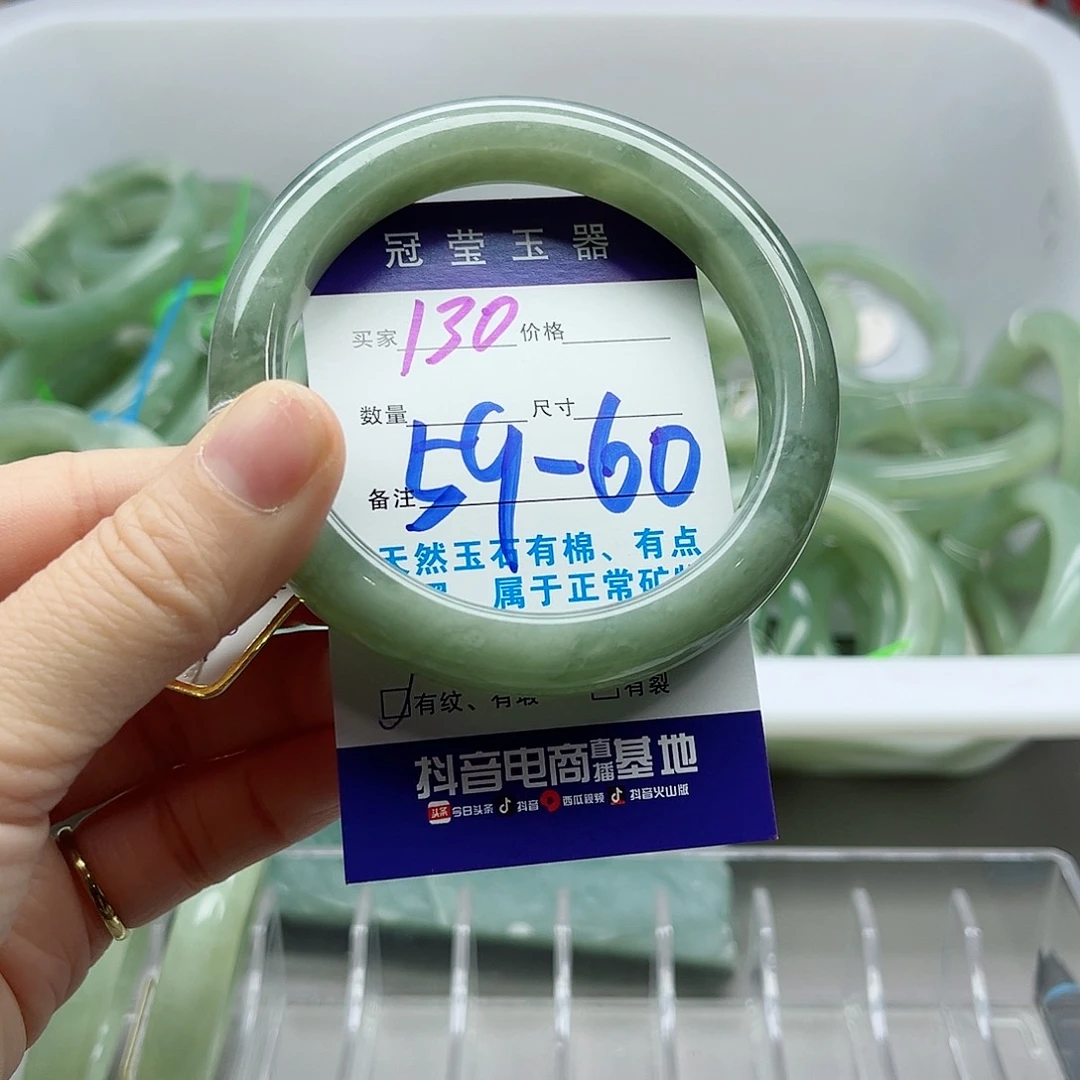 冠莹玉器
买家 130 价格
数量 尺寸
59-60
备注
天然玉石有棉、有点
属于正常矿物
有纹、有瑕 有裂
抖音电商直播基地
头条 今日头条 抖音 西瓜视频 抖音火山版